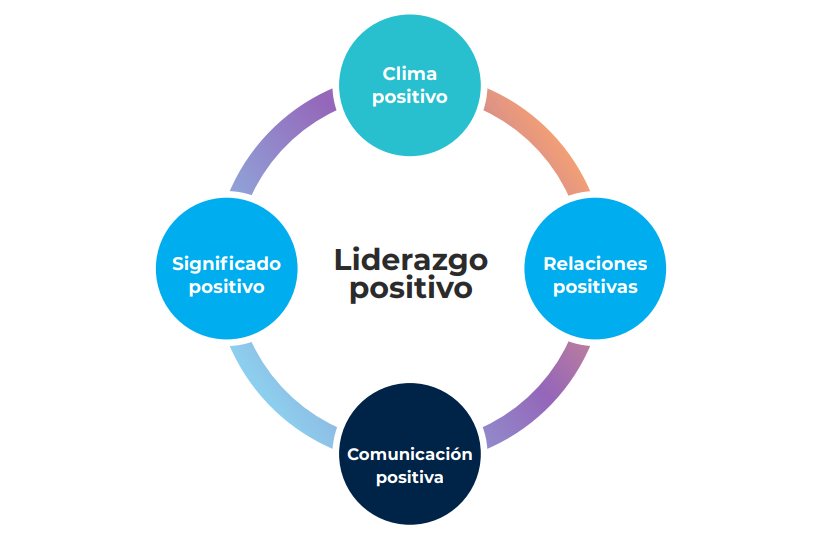 Clima
positivo
Significado
positivo
Liderazgo
positivo
Relaciones
positivas
Comunicación
positiva